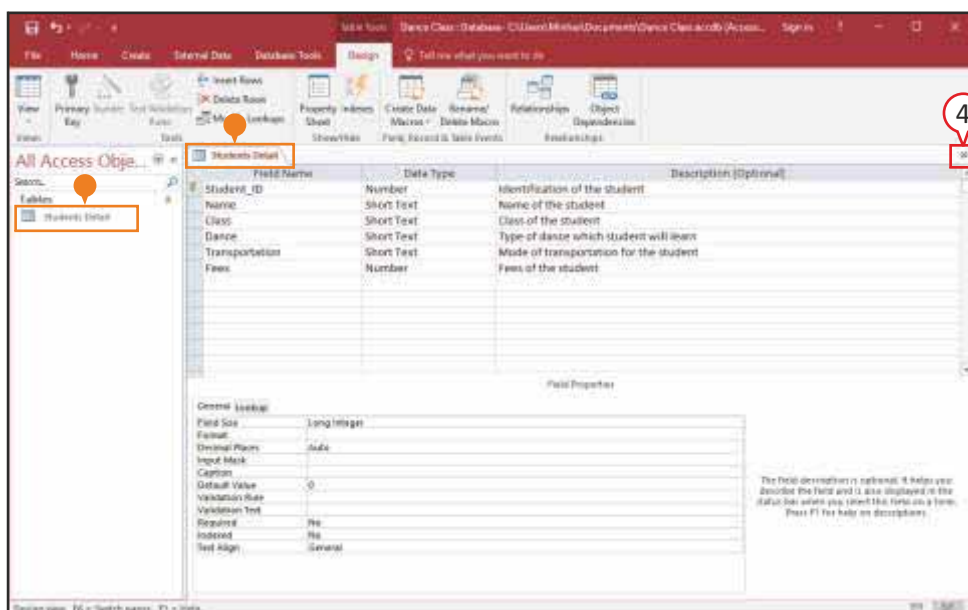 Table Tools Dance Class : Database- C:\Users\Minhal\Documents\Dance Class.accdb (Access... Sign in ?
File Home Create External Data Database Tools Design Tell me what you want to do
View Primary Key Builder Test Validation Rules Insert Rows Delete Rows Modify Lookups Property Sheet Indexes Create Data Macros Rename/ Delete Macro Relationships Object Dependencies
Views Tools Show/Hide Field, Record & Table Events Relationships
4
All Access Obje...
Search...
Tables
Students Detail
Students Detail
Field Name Data Type Description (Optional)
Student_ID Number Identification of the student
Name Short Text Name of the student
Class Short Text Class of the student
Dance Short Text Type of dance which student will learn
Transportation Short Text Mode of transportation for the student
Fees Number Fees of the student
Field Properties
General Lookup
Field Size Long Integer
Format
Decimal Places Auto
Input Mask
Caption
Default Value 0
Validation Rule
Validation Text
Required No
Indexed No
Text Align General
The field description is optional. It helps you
describe the field and is also displayed in the
status bar when you select this field on a form.
Press F1 for help on descriptions.
Design view. F6 = Switch panes. F1 = Help.